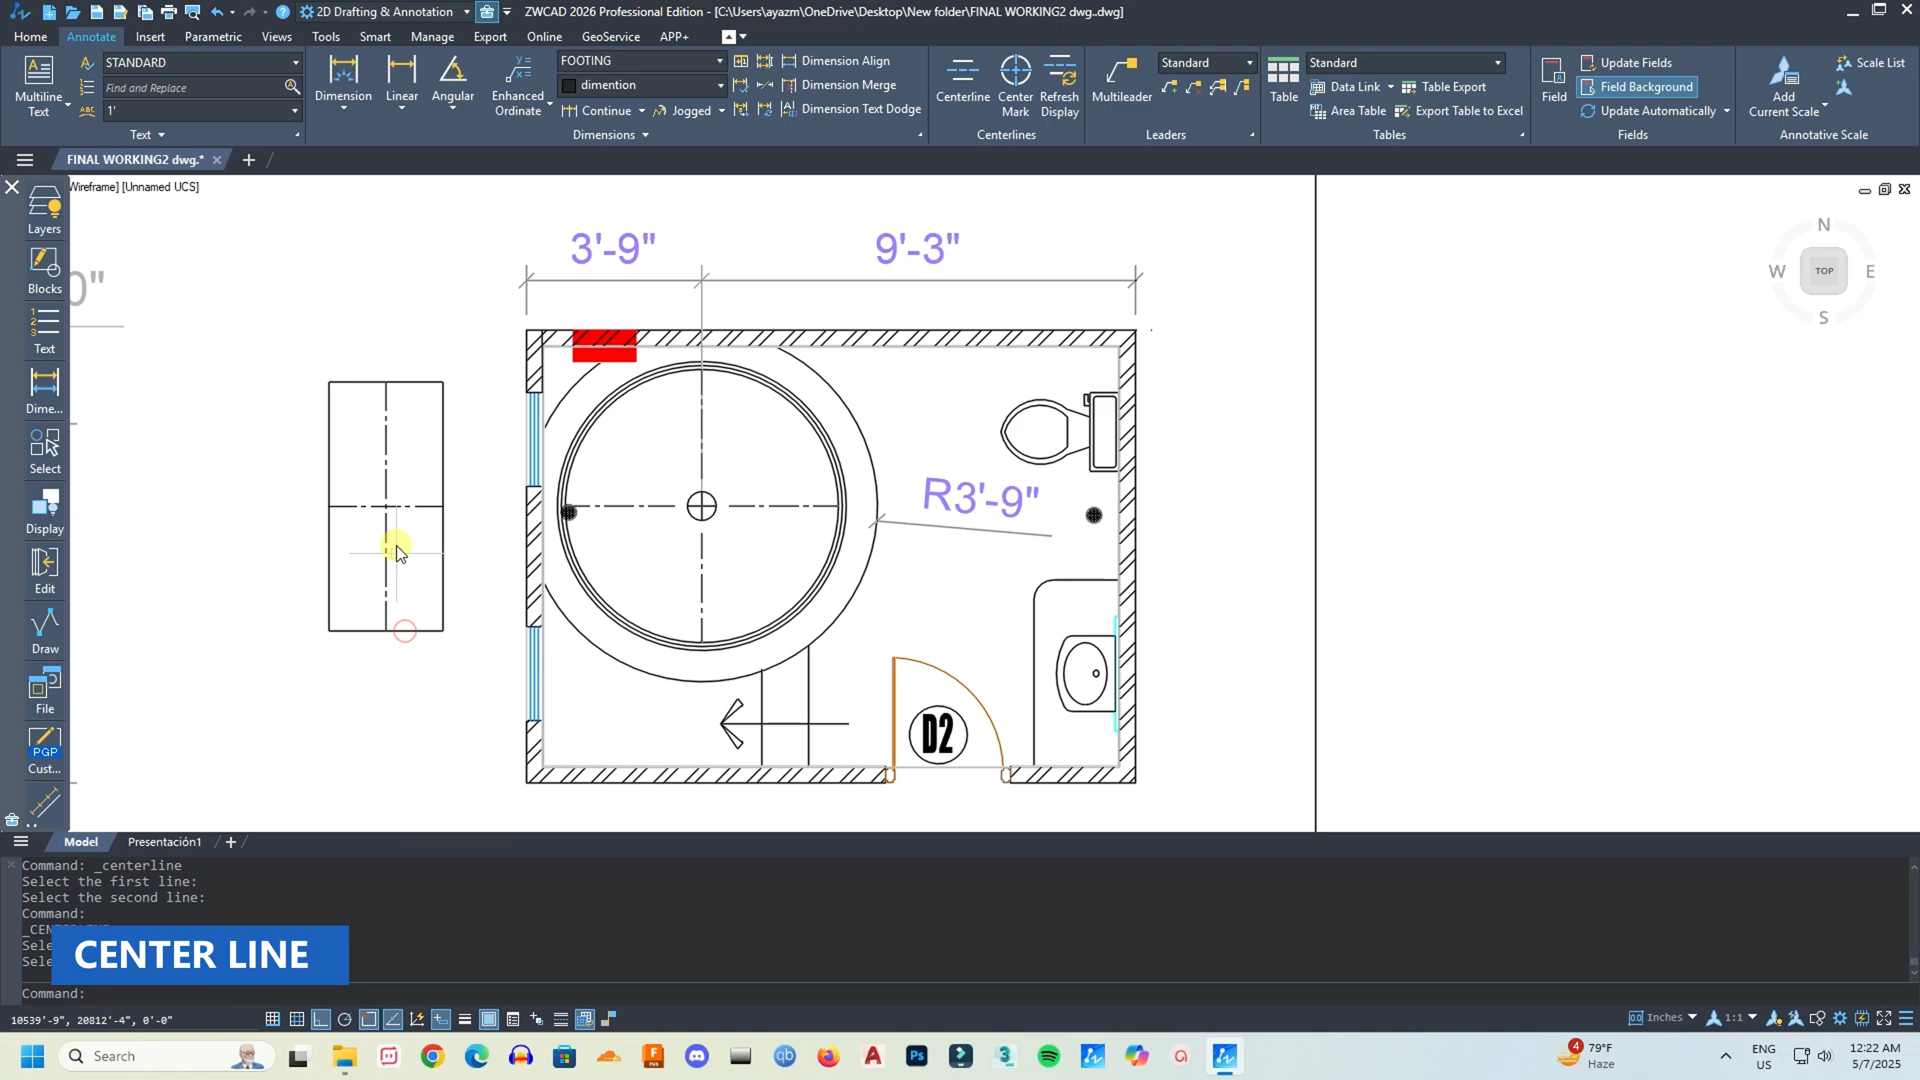 2D Drafting & Annotation
ZWCAD 2026 Professional Edition - [C:\Users\ayazm\OneDrive\Desktop\New folder\FINAL WORKING2 dwg..dwg]
Home Annotate Insert Parametric Views Tools Smart Manage Export Online GeoService APP+
STANDARD
Find and Replace
1'
Multiline Text
Text
Dimension
Linear
Angular
Enhanced Ordinate
FOOTING
dimention
Continue
Jogged
Dimension Align
Dimension Merge
Dimension Text Dodge
Dimensions
Centerline
Center Mark
Refresh Display
Centerlines
Multileader
Standard
Leaders
Table
Standard
Data Link
Table Export
Area Table
Export Table to Excel
Tables
Field
Update Fields
Field Background
Update Automatically
Fields
Add Current Scale
Scale List
Annotative Scale
FINAL WORKING2 dwg.*
Wireframe] [Unnamed UCS]
Layers
Blocks
Text
Dime...
Select
Display
Edit
Draw
File
PGP
Cust...
0"
3'-9"
9'-3"
R3'-9"
D2
N
W
TOP
E
S
Model
Presentación1
Command: _centerline
Select the first line:
Select the second line:
Command:
Sele
Sele
CENTER LINE
Command:
10539'-9", 20812'-4", 0'-0"
Inches
1:1
Search
4
79°F
Haze
ENG
US
12:22 AM
5/7/2025